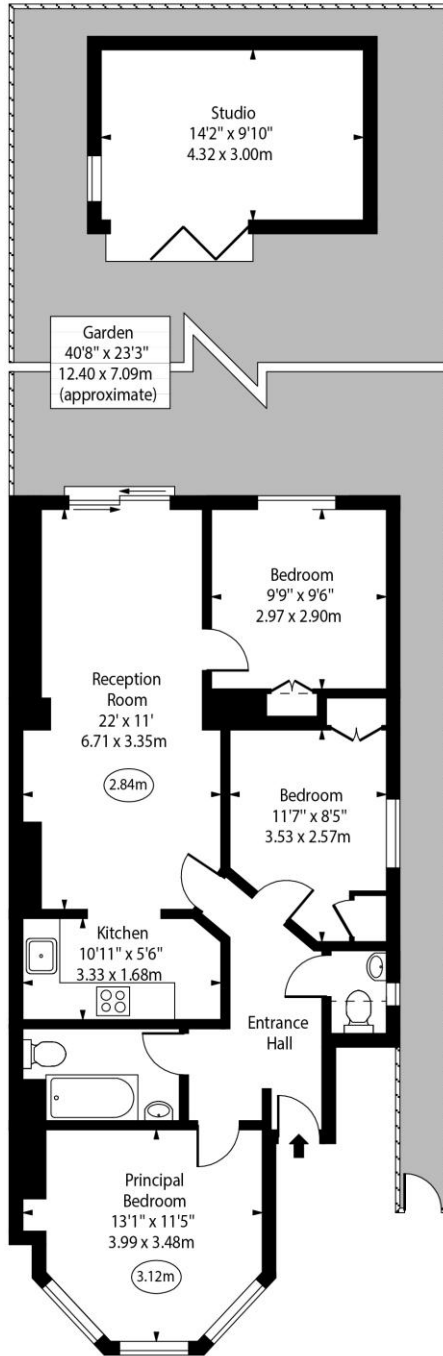 Studio
14'2" x 9'10"
4.32 x 3.00m
Garden
40'8" x 23'3"
12.40 x 7.09m
(approximate)
Bedroom
9'9" x 9'6"
2.97 x 2.90m
Reception
Room
22' x 11'
6.71 x 3.35m
2.84m
Bedroom
11'7" x 8'5"
3.53 x 2.57m
Kitchen
10'11" x 5'6"
3.33 x 1.68m
Entrance
Hall
Principal
Bedroom
13'1" x 11'5"
3.99 x 3.48m
3.12m